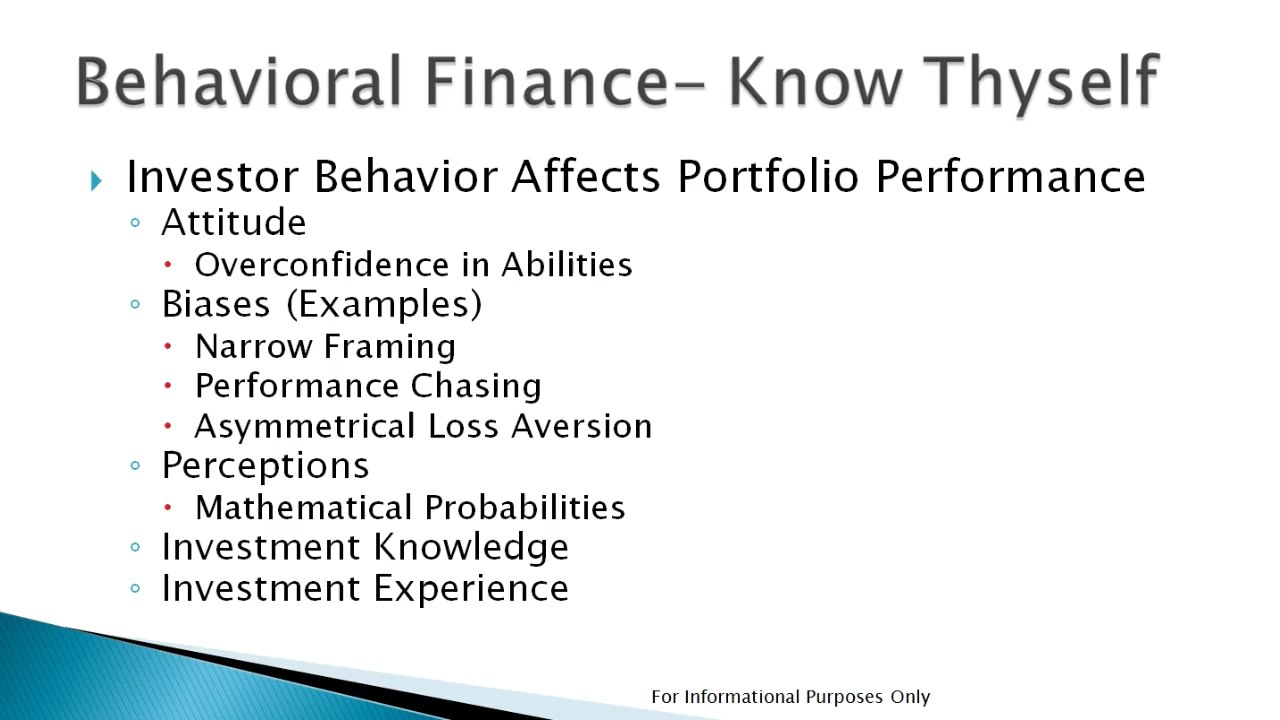 Behavioral Finance- Know Thyself
Investor Behavior Affects Portfolio Performance
Attitude
Overconfidence in Abilities
Biases (Examples)
Narrow Framing
Performance Chasing
Asymmetrical Loss Aversion
Perceptions
Mathematical Probabilities
Investment Knowledge
Investment Experience
For Informational Purposes Only